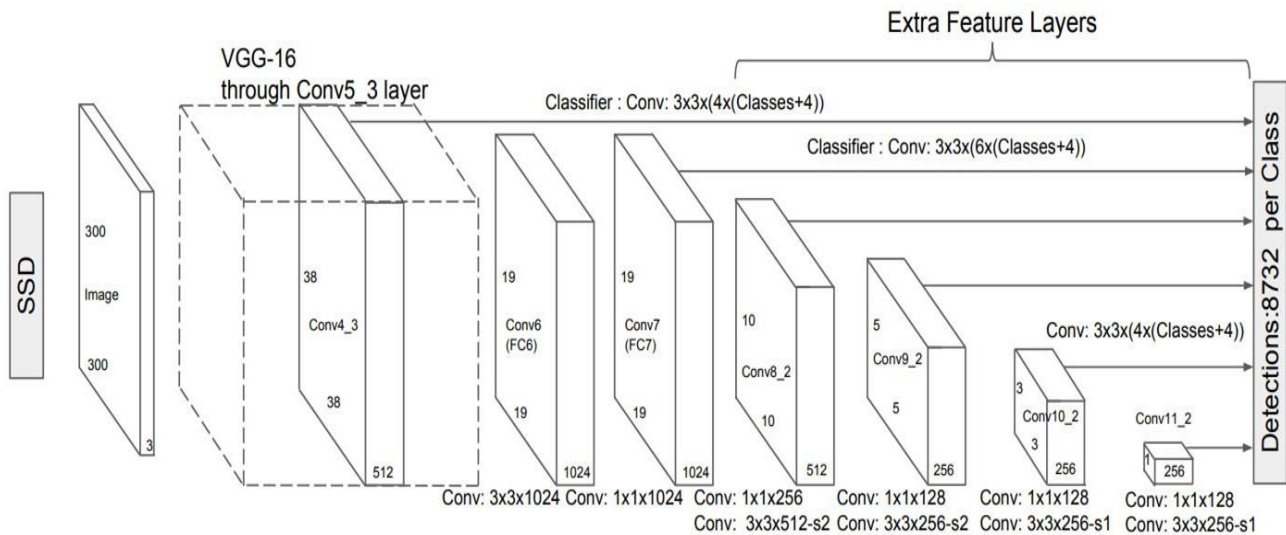 Extra Feature Layers
VGG-16
through Conv5_3 layer
Classifier : Conv: 3x3x(4x(Classes+4))
Classifier : Conv: 3x3x(6x(Classes+4))
SSD
300
Image
300
3
38
Conv4_3
38
512
19
Conv6
(FC6)
19
1024
19
Conv7
(FC7)
19
1024
10
Conv8_2
10
512
5
Conv9_2
5
256
Conv: 3x3x(4x(Classes+4))
3
Conv10_2
3
256
Conv11_2
1
256
Detections:8732 per Class
Conv: 3x3x1024
Conv: 1x1x1024
Conv: 1x1x256
Conv: 3x3x512-s2
Conv: 1x1x128
Conv: 3x3x256-s2
Conv: 1x1x128
Conv: 3x3x256-s1
Conv: 1x1x128
Conv: 3x3x256-s1